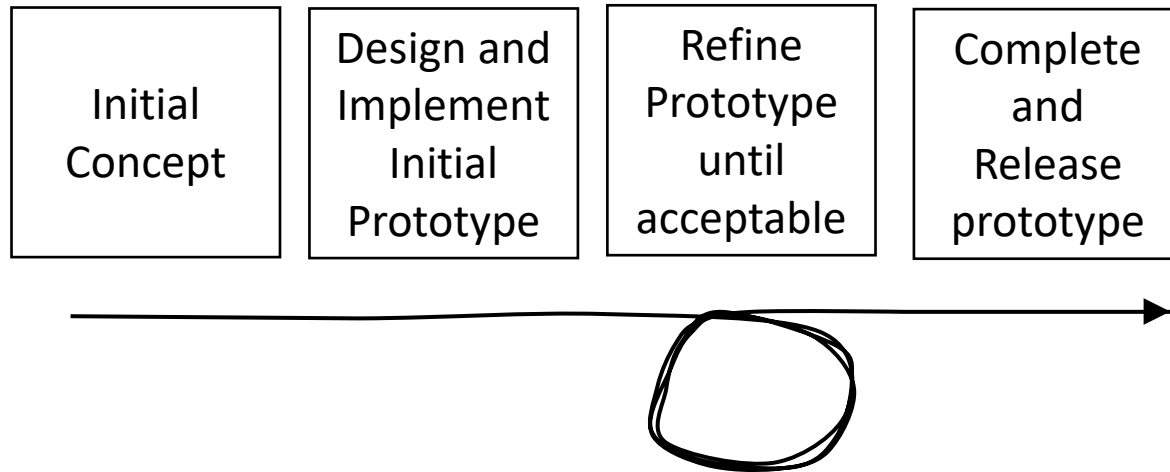 Initial
Concept
Design and
Implement
Initial
Prototype
Refine
Prototype
until
acceptable
Complete
and
Release
prototype